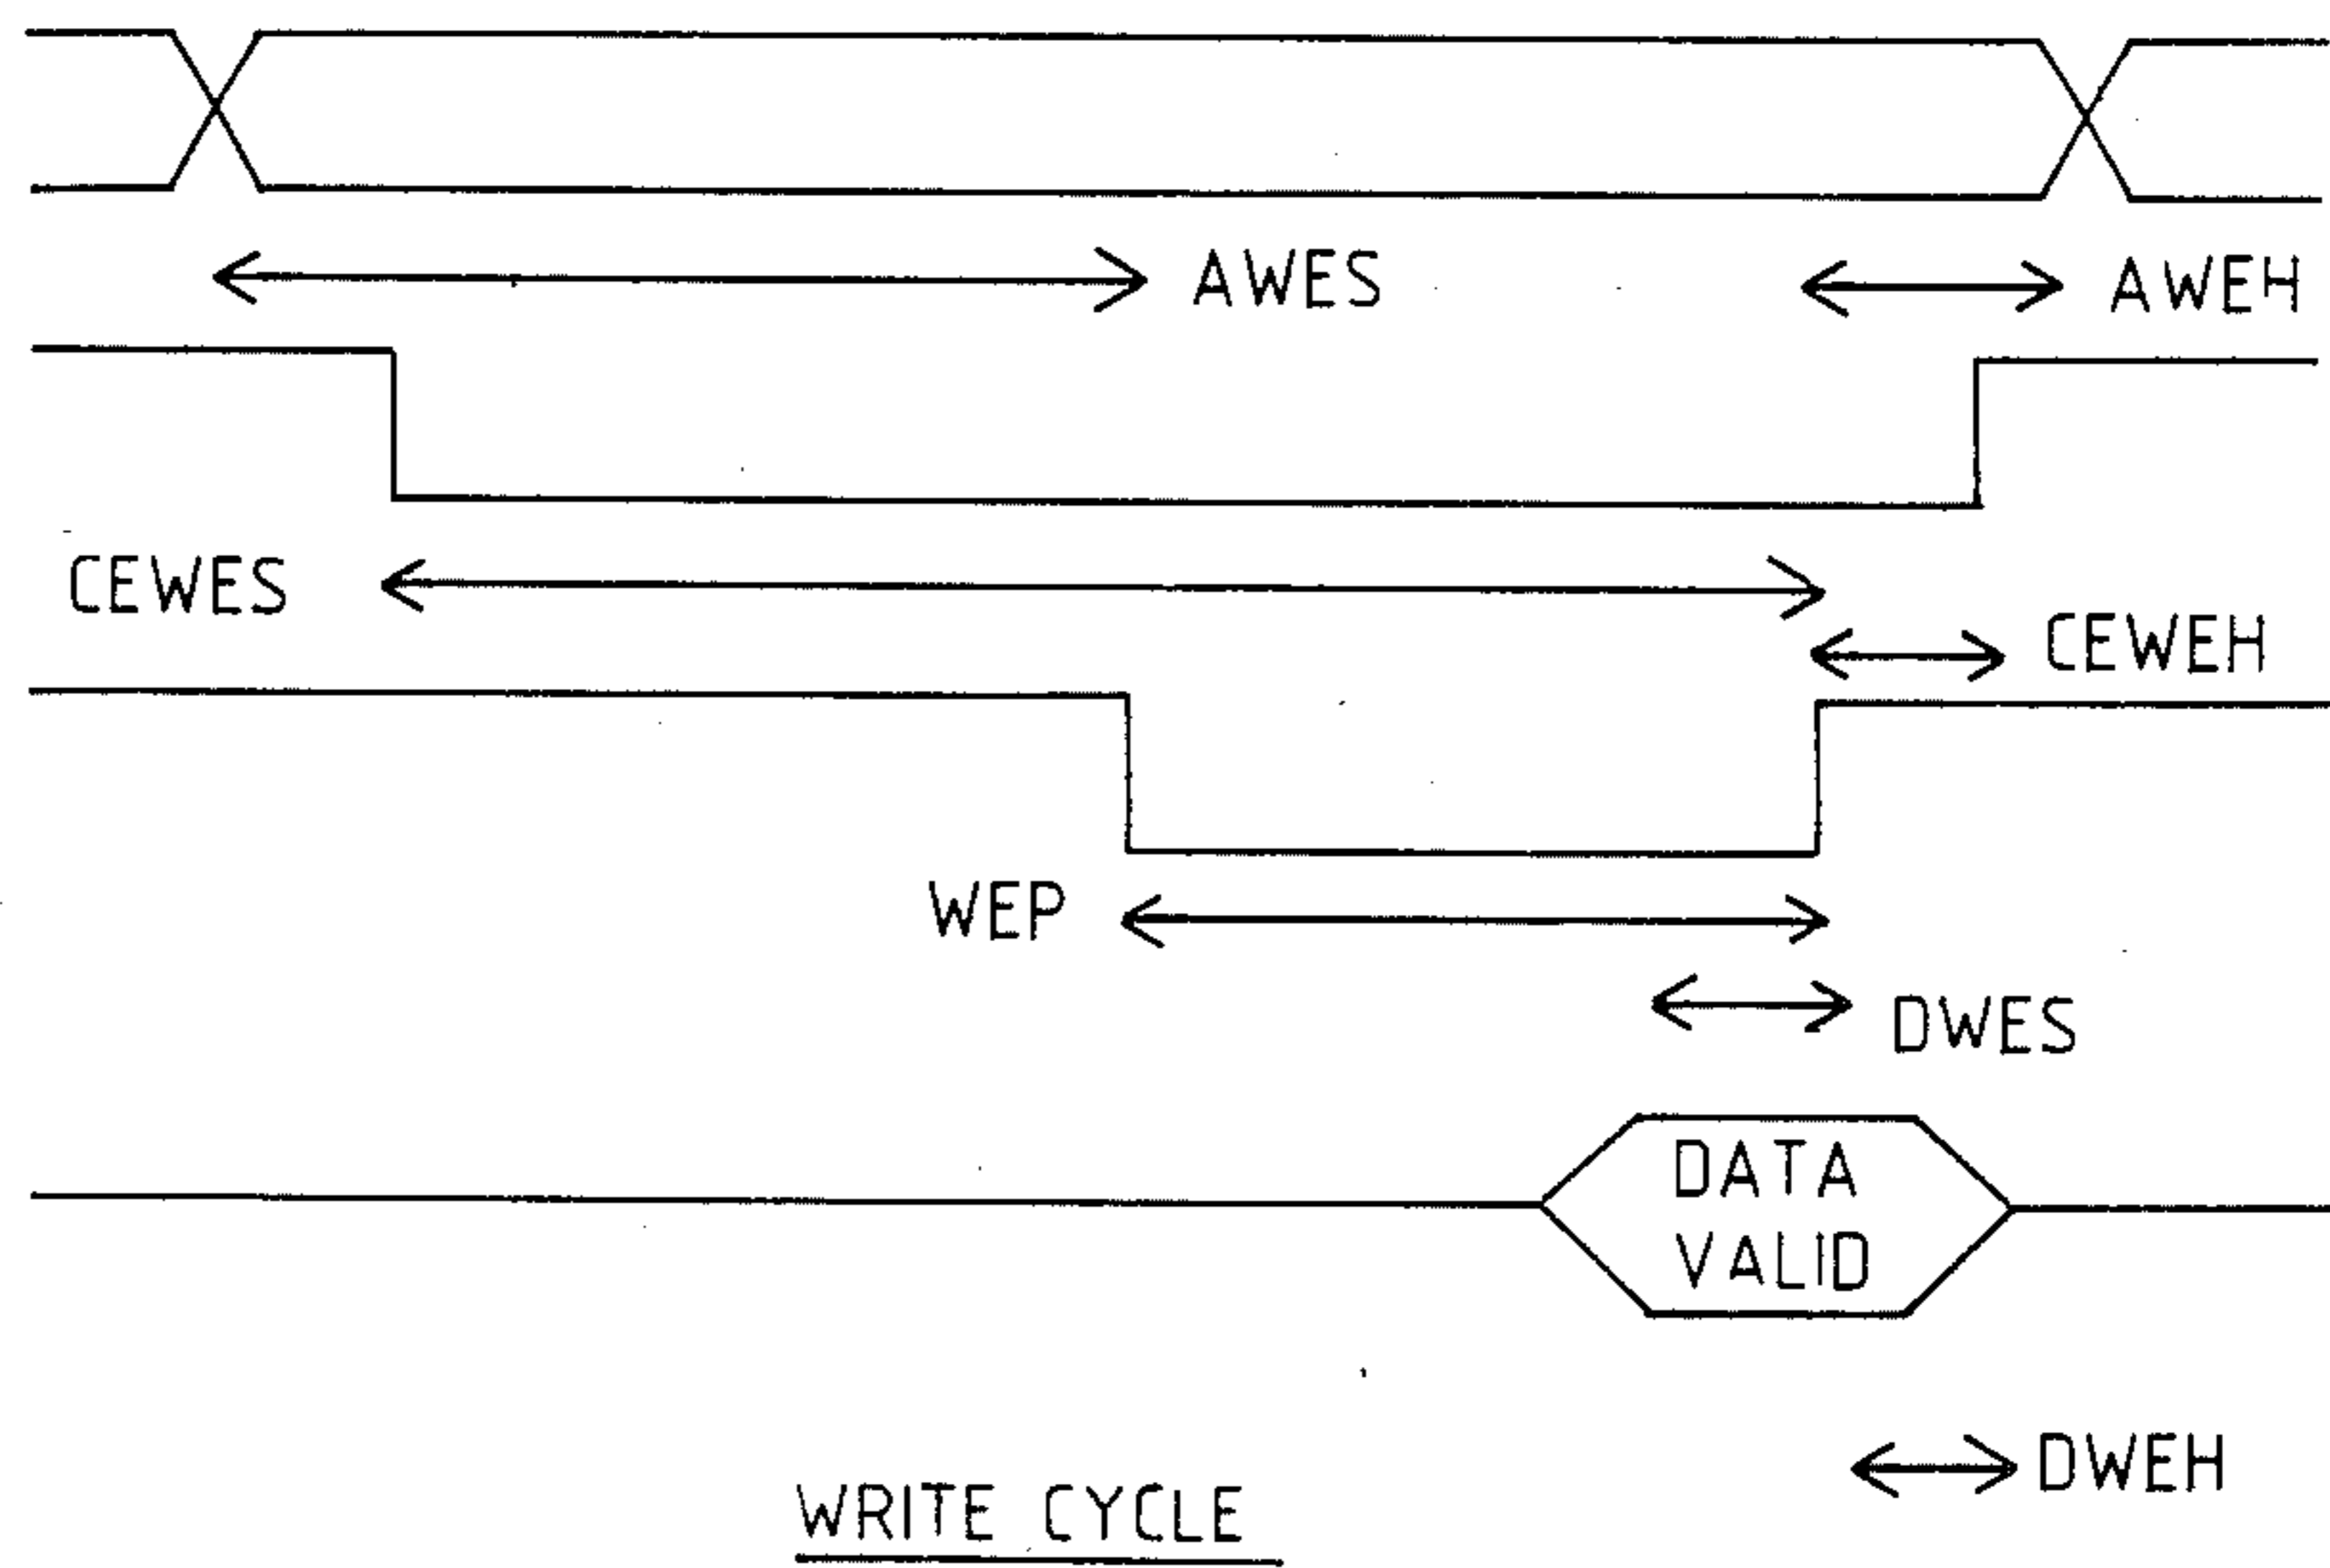 AWES
AWEH
CEWES
CEWEH
WEP
DWES
DATA
VALID
DWEH
WRITE CYCLE